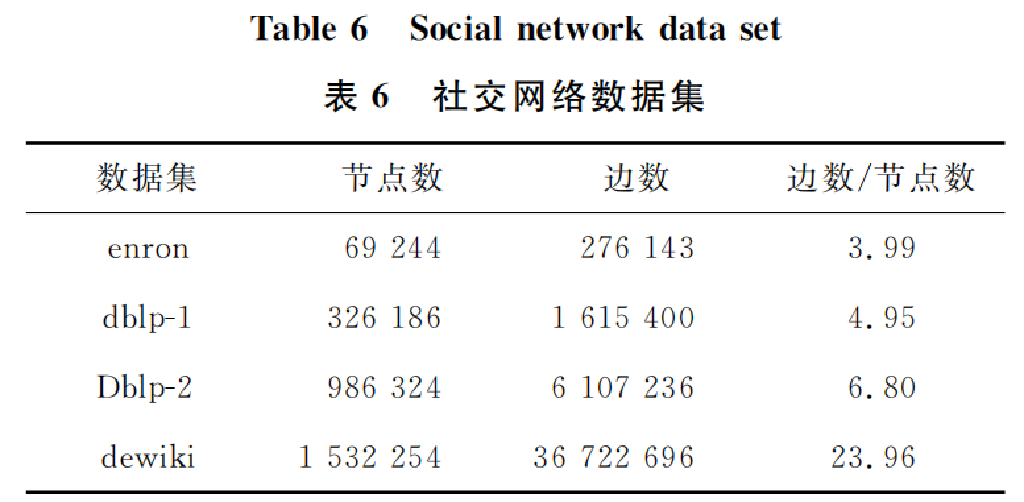 Table 6 Social network data set
表 6 社交网络数据集
数据集 节点数 边数 边数/节点数
enron 69 244 276 143 3.99
dblp-1 326 186 1 615 400 4.95
Dblp-2 986 324 6 107 236 6.80
dewiki 1 532 254 36 722 696 23.96